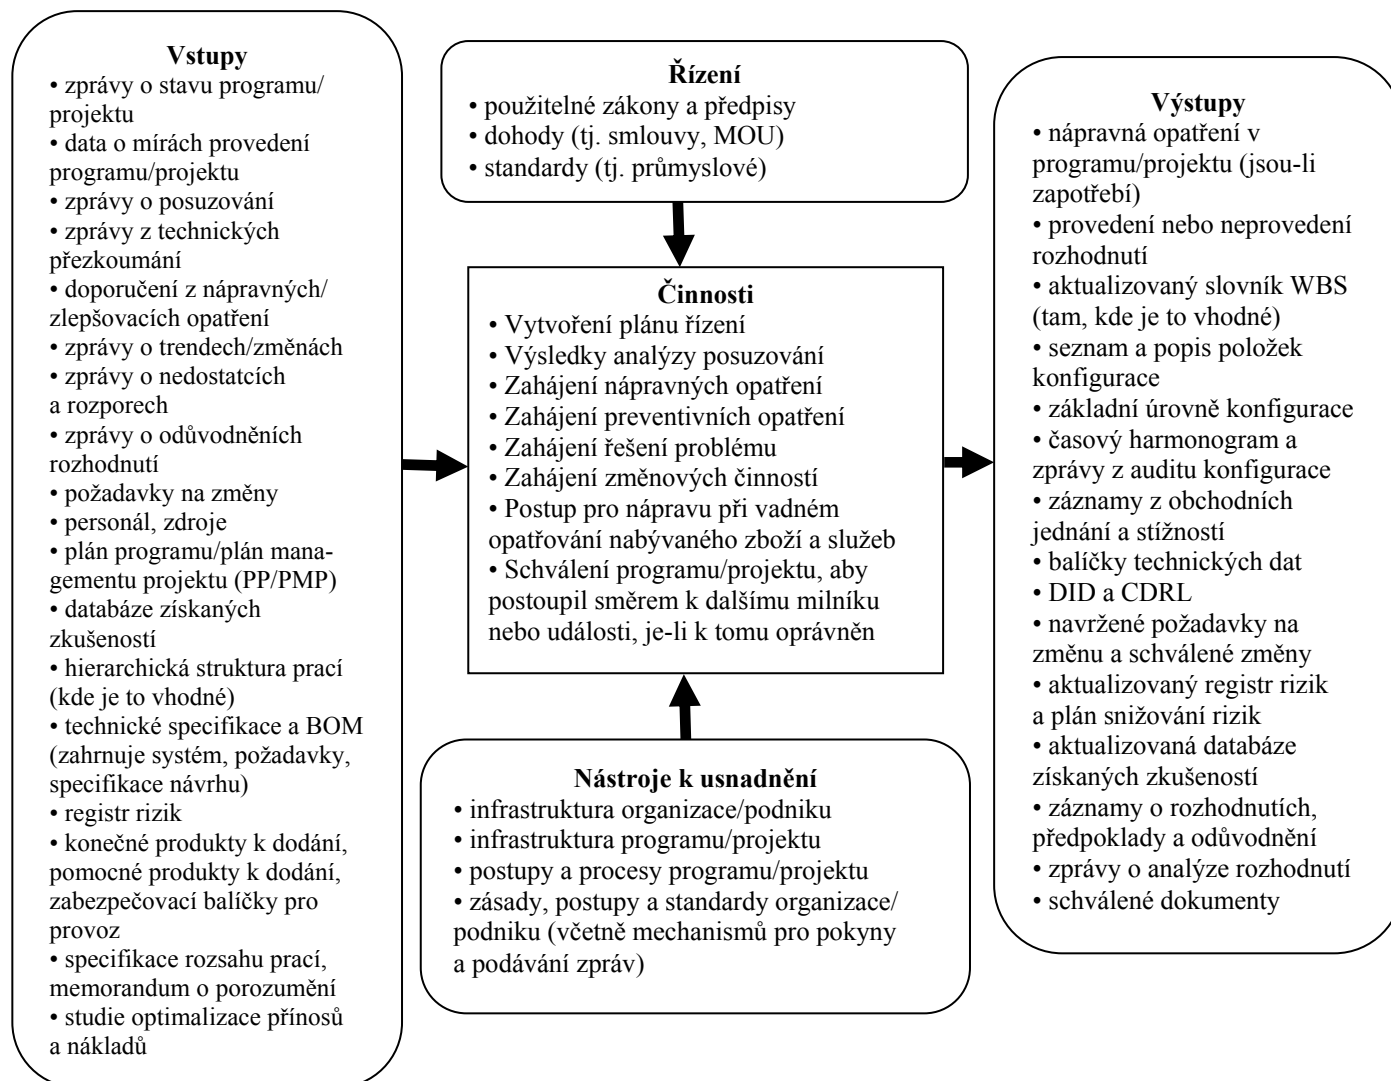 Vstupy
• zprávy o stavu programu/
projektu
• data o mírách provedení
programu/projektu
• zprávy o posuzování
• zprávy z technických
přezkoumání
• doporučení z nápravných/
zlepšovacích opatření
• zprávy o trendech/změnách
• zprávy o nedostatcích
a rozporech
• zprávy o odůvodněních
rozhodnutí
• požadavky na změny
• personál, zdroje
• plán programu/plán mana-
gementu projektu (PP/PMP)
• databáze získaných
zkušeností
• hierarchická struktura prací
(kde je to vhodné)
• technické specifikace a BOM
(zahrnuje systém, požadavky,
specifikace návrhu)
• registr rizik
• konečné produkty k dodání,
pomocné produkty k dodání,
zabezpečovací balíčky pro
provoz
• specifikace rozsahu prací,
memorandum o porozumění
• studie optimalizace přínosů
a nákladů
Řízení
• použitelné zákony a předpisy
• dohody (tj. smlouvy, MOU)
• standardy (tj. průmyslové)
Činnosti
• Vytvoření plánu řízení
• Výsledky analýzy posuzování
• Zahájení nápravných opatření
• Zahájení preventivních opatření
• Zahájení řešení problému
• Zahájení změnových činností
• Postup pro nápravu při vadném
opatřování nabývaného zboží a služeb
• Schválení programu/projektu, aby
postoupil směrem k dalšímu milníku
nebo události, je-li k tomu oprávněn
Nástroje k usnadnění
• infrastruktura organizace/podniku
• infrastruktura programu/projektu
• postupy a procesy programu/projektu
• zásady, postupy a standardy organizace/
podniku (včetně mechanismů pro pokyny
a podávání zpráv)
Výstupy
• nápravná opatření v
programu/projektu (jsou-li
zapotřebí)
• provedení nebo neprovedení
rozhodnutí
• aktualizovaný slovník WBS
(tam, kde je to vhodné)
• seznam a popis položek
konfigurace
• základní úrovně konfigurace
• časový harmonogram a
zprávy z auditu konfigurace
• záznamy z obchodních
jednání a stížností
• balíčky technických dat
• DID a CDRL
• navržené požadavky na
změnu a schválené změny
• aktualizovaný registr rizik
a plán snižování rizik
• aktualizovaná databáze
získaných zkušeností
• záznamy o rozhodnutích,
předpoklady a odůvodnění
• zprávy o analýze rozhodnutí
• schválené dokumenty